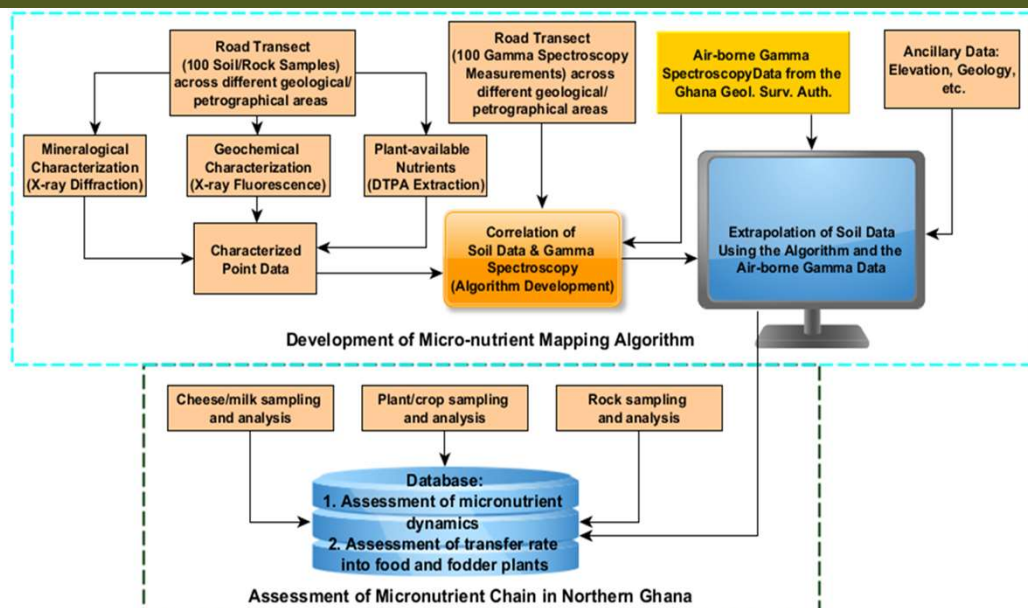 Road Transect
(100 Soil/Rock Samples)
across different geological/
petrographical areas
Road Transect
(100 Gamma Spectroscopy
Measurements) across
different geological/
petrographical areas
Air-borne Gamma
SpectroscopyData from the
Ghana Geol. Surv. Auth.
Ancillary Data:
Elevation, Geology,
etc.
Mineralogical
Characterization
(X-ray Diffraction)
Geochemical
Characterization
(X-ray Fluorescence)
Plant-available
Nutrients
(DTPA Extraction)
Characterized
Point Data
Correlation of
Soil Data & Gamma
Spectroscopy
(Algorithm Development)
Extrapolation of Soil Data
Using the Algorithm and the
Air-borne Gamma Data
Development of Micro-nutrient Mapping Algorithm
Cheese/milk sampling
and analysis
Plant/crop sampling
and analysis
Rock sampling
and analysis
Database:
1. Assessment of micronutrient
dynamics
2. Assessment of transfer rate
into food and fodder plants
Assessment of Micronutrient Chain in Northern Ghana